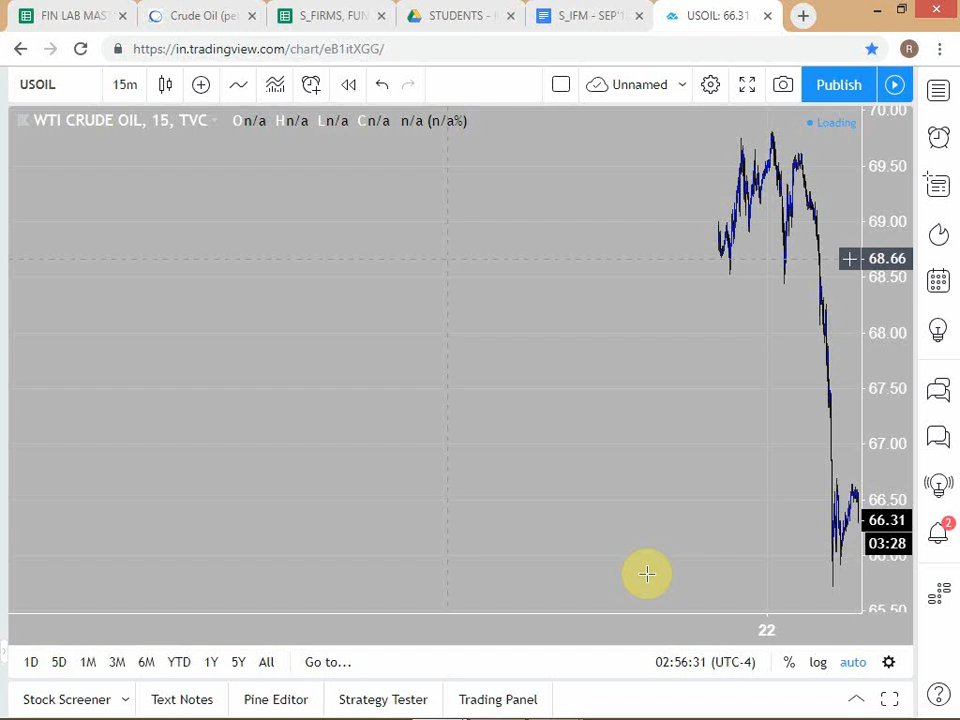 FIN LAB MAST
Crude Oil (pe
S_FIRMS, FUN
STUDENTS - I
S_IFM - SEP'1
USOIL: 66.31
https://in.tradingview.com/chart/eB1itXGG/
R
USOIL
15m
Unnamed
Publish
WTI CRUDE OIL, 15, TVC
On/a Hn/a Ln/a Cn/a n/a (n/a%)
Loading
70.00
69.50
69.00
68.66
68.50
68.00
67.50
67.00
66.50
66.31
03:28
65.50
22
1D 5D 1M 3M 6M YTD 1Y 5Y All Go to... 02:56:31 (UTC-4) % log auto
Stock Screener Text Notes Pine Editor Strategy Tester Trading Panel
2